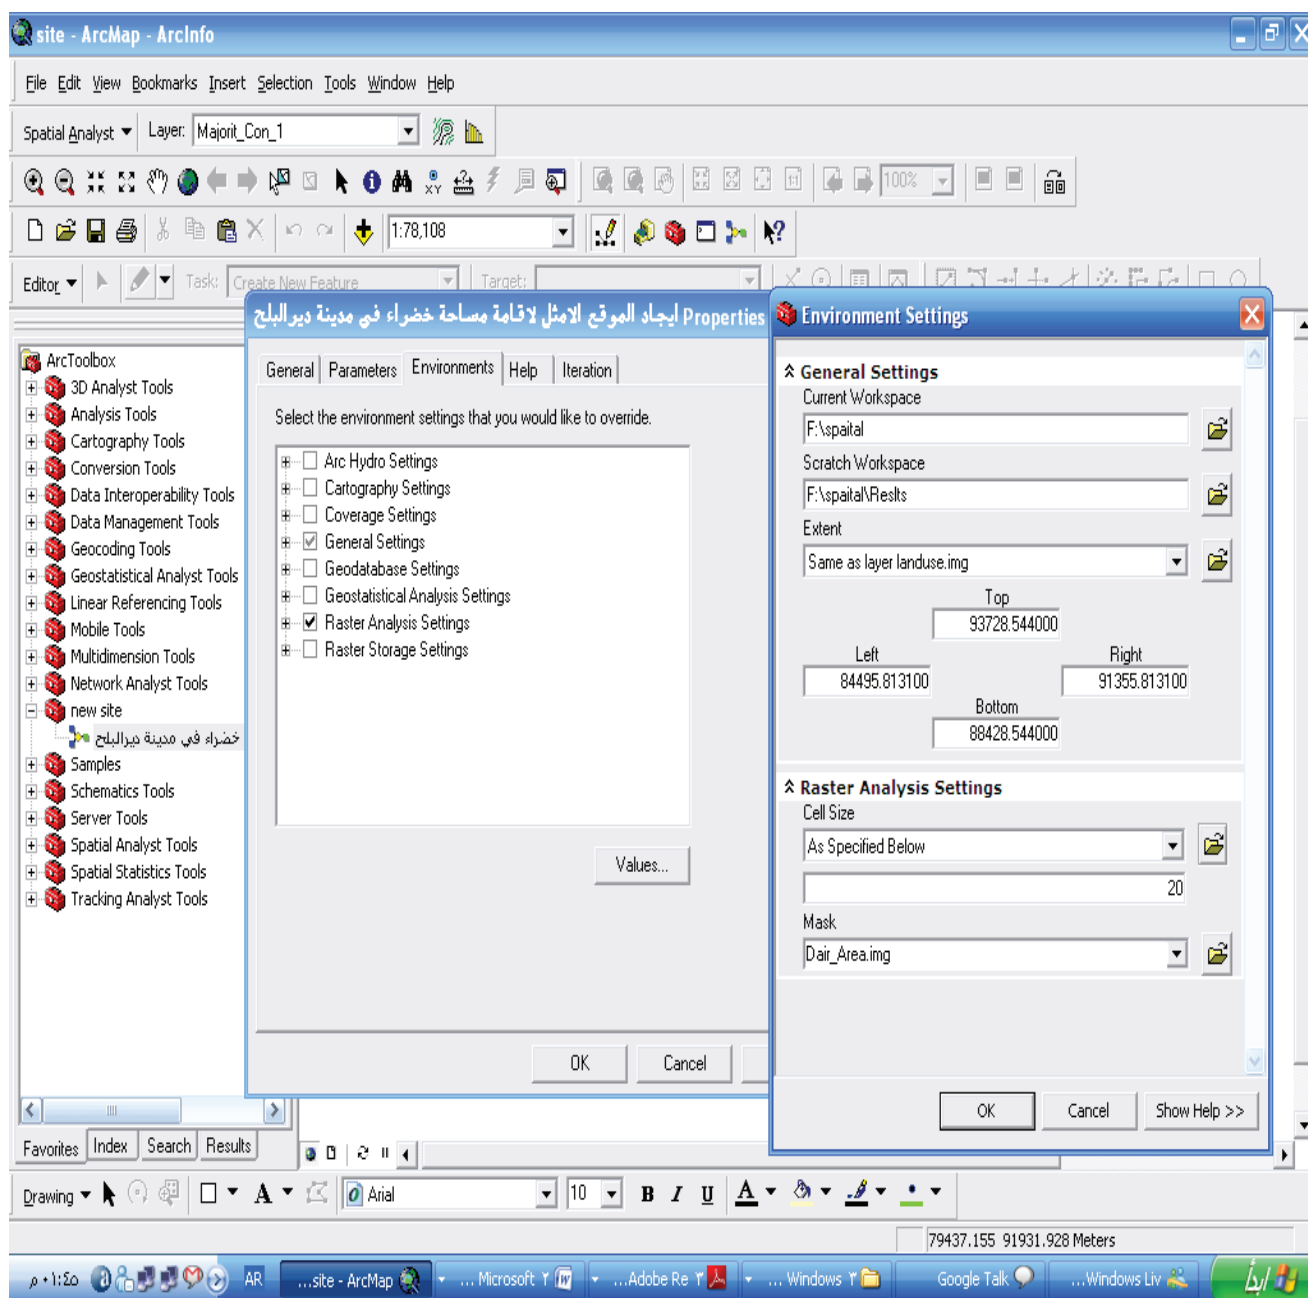 site - ArcMap - ArcInfo
File Edit View Bookmarks Insert Selection Tools Window Help
Spatial Analyst Layer: Majorit_Con_1
100%
1:78,108
Editor Task: Create New Feature Target:
ArcToolbox
3D Analyst Tools
Analysis Tools
Cartography Tools
Conversion Tools
Data Interoperability Tools
Data Management Tools
Geocoding Tools
Geostatistical Analyst Tools
Linear Referencing Tools
Mobile Tools
Multidimension Tools
Network Analyst Tools
new site
خضراء في مدينة ديرالبلح
Samples
Schematics Tools
Server Tools
Spatial Analyst Tools
Spatial Statistics Tools
Tracking Analyst Tools
Favorites Index Search Results
ايجاد الموقع الامثل لاقامة مساحة خضراء في مدينة ديرالبلح Properties
General Parameters Environments Help Iteration
Select the environment settings that you would like to override.
Arc Hydro Settings
Cartography Settings
Coverage Settings
General Settings
Geodatabase Settings
Geostatistical Analysis Settings
Raster Analysis Settings
Raster Storage Settings
Values...
OK Cancel
Environment Settings
General Settings
Current Workspace
F:\spaital
Scratch Workspace
F:\spaital\Reslts
Extent
Same as layer landuse.img
Top
93728.544000
Left Right
84495.813100 91355.813100
Bottom
88428.544000
Raster Analysis Settings
Cell Size
As Specified Below
20
Mask
Dair_Area.img
OK Cancel Show Help >>
Drawing A Arial 10 B I U A
79437.155 91931.928 Meters
٠١:٤٥ م AR ...site - ArcMap ... Microsoft ٢ ...Adobe Re ٢ ... Windows ٢ Google Talk ...Windows Liv ابدأ